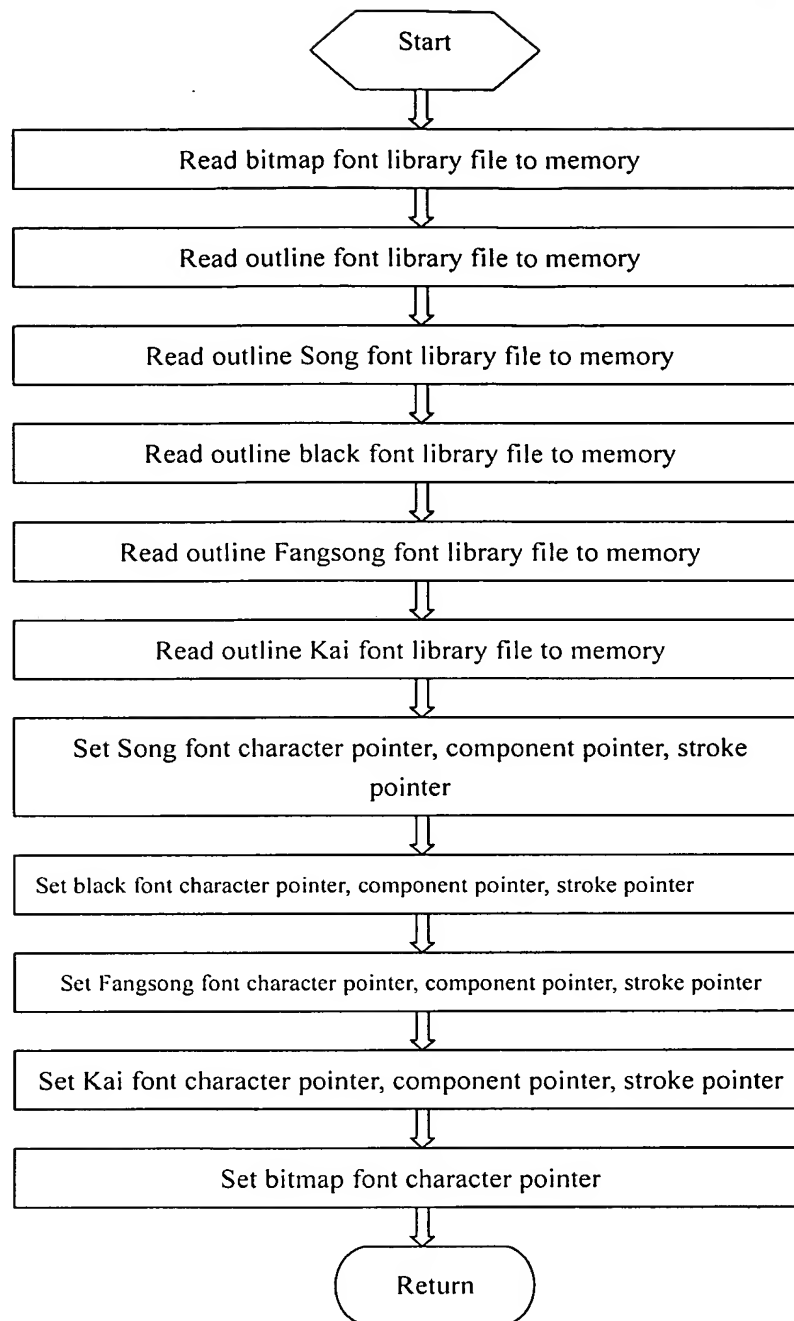 Start
Read bitmap font library file to memory
Read outline font library file to memory
Read outline Song font library file to memory
Read outline black font library file to memory
Read outline Fangsong font library file to memory
Read outline Kai font library file to memory
Set Song font character pointer, component pointer, stroke
pointer
Set black font character pointer, component pointer, stroke pointer
Set Fangsong font character pointer, component pointer, stroke pointer
Set Kai font character pointer, component pointer, stroke pointer
Set bitmap font character pointer
Return